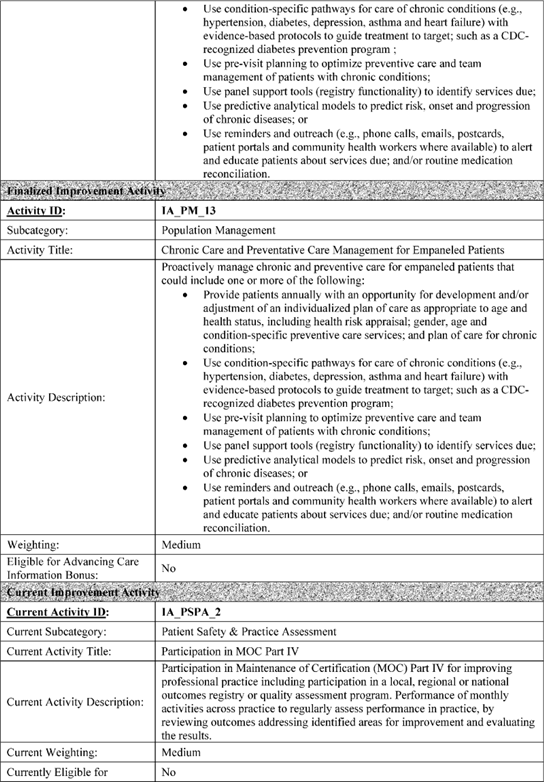 • Use condition-specific pathways for care of chronic conditions (e.g.,
hypertension, diabetes, depression, asthma and heart failure) with
evidence-based protocols to guide treatment to target; such as a CDC-
recognized diabetes prevention program ;
• Use pre-visit planning to optimize preventive care and team
management of patients with chronic conditions;
• Use panel support tools (registry functionality) to identify services due;
• Use predictive analytical models to predict risk, onset and progression
of chronic diseases; or
• Use reminders and outreach (e.g., phone calls, emails, postcards,
patient portals and community health workers where available) to alert
and educate patients about services due; and/or routine medication
reconciliation.
Finalized Improvement Activity
Activity ID: IA_PM_13
Subcategory: Population Management
Activity Title: Chronic Care and Preventative Care Management for Empaneled Patients
Activity Description:
Proactively manage chronic and preventive care for empaneled patients that
could include one or more of the following:
• Provide patients annually with an opportunity for development and/or
adjustment of an individualized plan of care as appropriate to age and
health status, including health risk appraisal; gender, age and
condition-specific preventive care services; and plan of care for chronic
conditions;
• Use condition-specific pathways for care of chronic conditions (e.g.,
hypertension, diabetes, depression, asthma and heart failure) with
evidence-based protocols to guide treatment to target; such as a CDC-
recognized diabetes prevention program;
• Use pre-visit planning to optimize preventive care and team
management of patients with chronic conditions;
• Use panel support tools (registry functionality) to identify services due;
• Use predictive analytical models to predict risk, onset and progression
of chronic diseases; or
• Use reminders and outreach (e.g., phone calls, emails, postcards,
patient portals and community health workers where available) to alert
and educate patients about services due; and/or routine medication
reconciliation.
Weighting: Medium
Eligible for Advancing Care
Information Bonus: No
Current Improvement Activity
Current Activity ID: IA_PSPA_2
Current Subcategory: Patient Safety & Practice Assessment
Current Activity Title: Participation in MOC Part IV
Current Activity Description:
Participation in Maintenance of Certification (MOC) Part IV for improving
professional practice including participation in a local, regional or national
outcomes registry or quality assessment program. Performance of monthly
activities across practice to regularly assess performance in practice, by
reviewing outcomes addressing identified areas for improvement and evaluating
the results.
Current Weighting: Medium
Currently Eligible for No